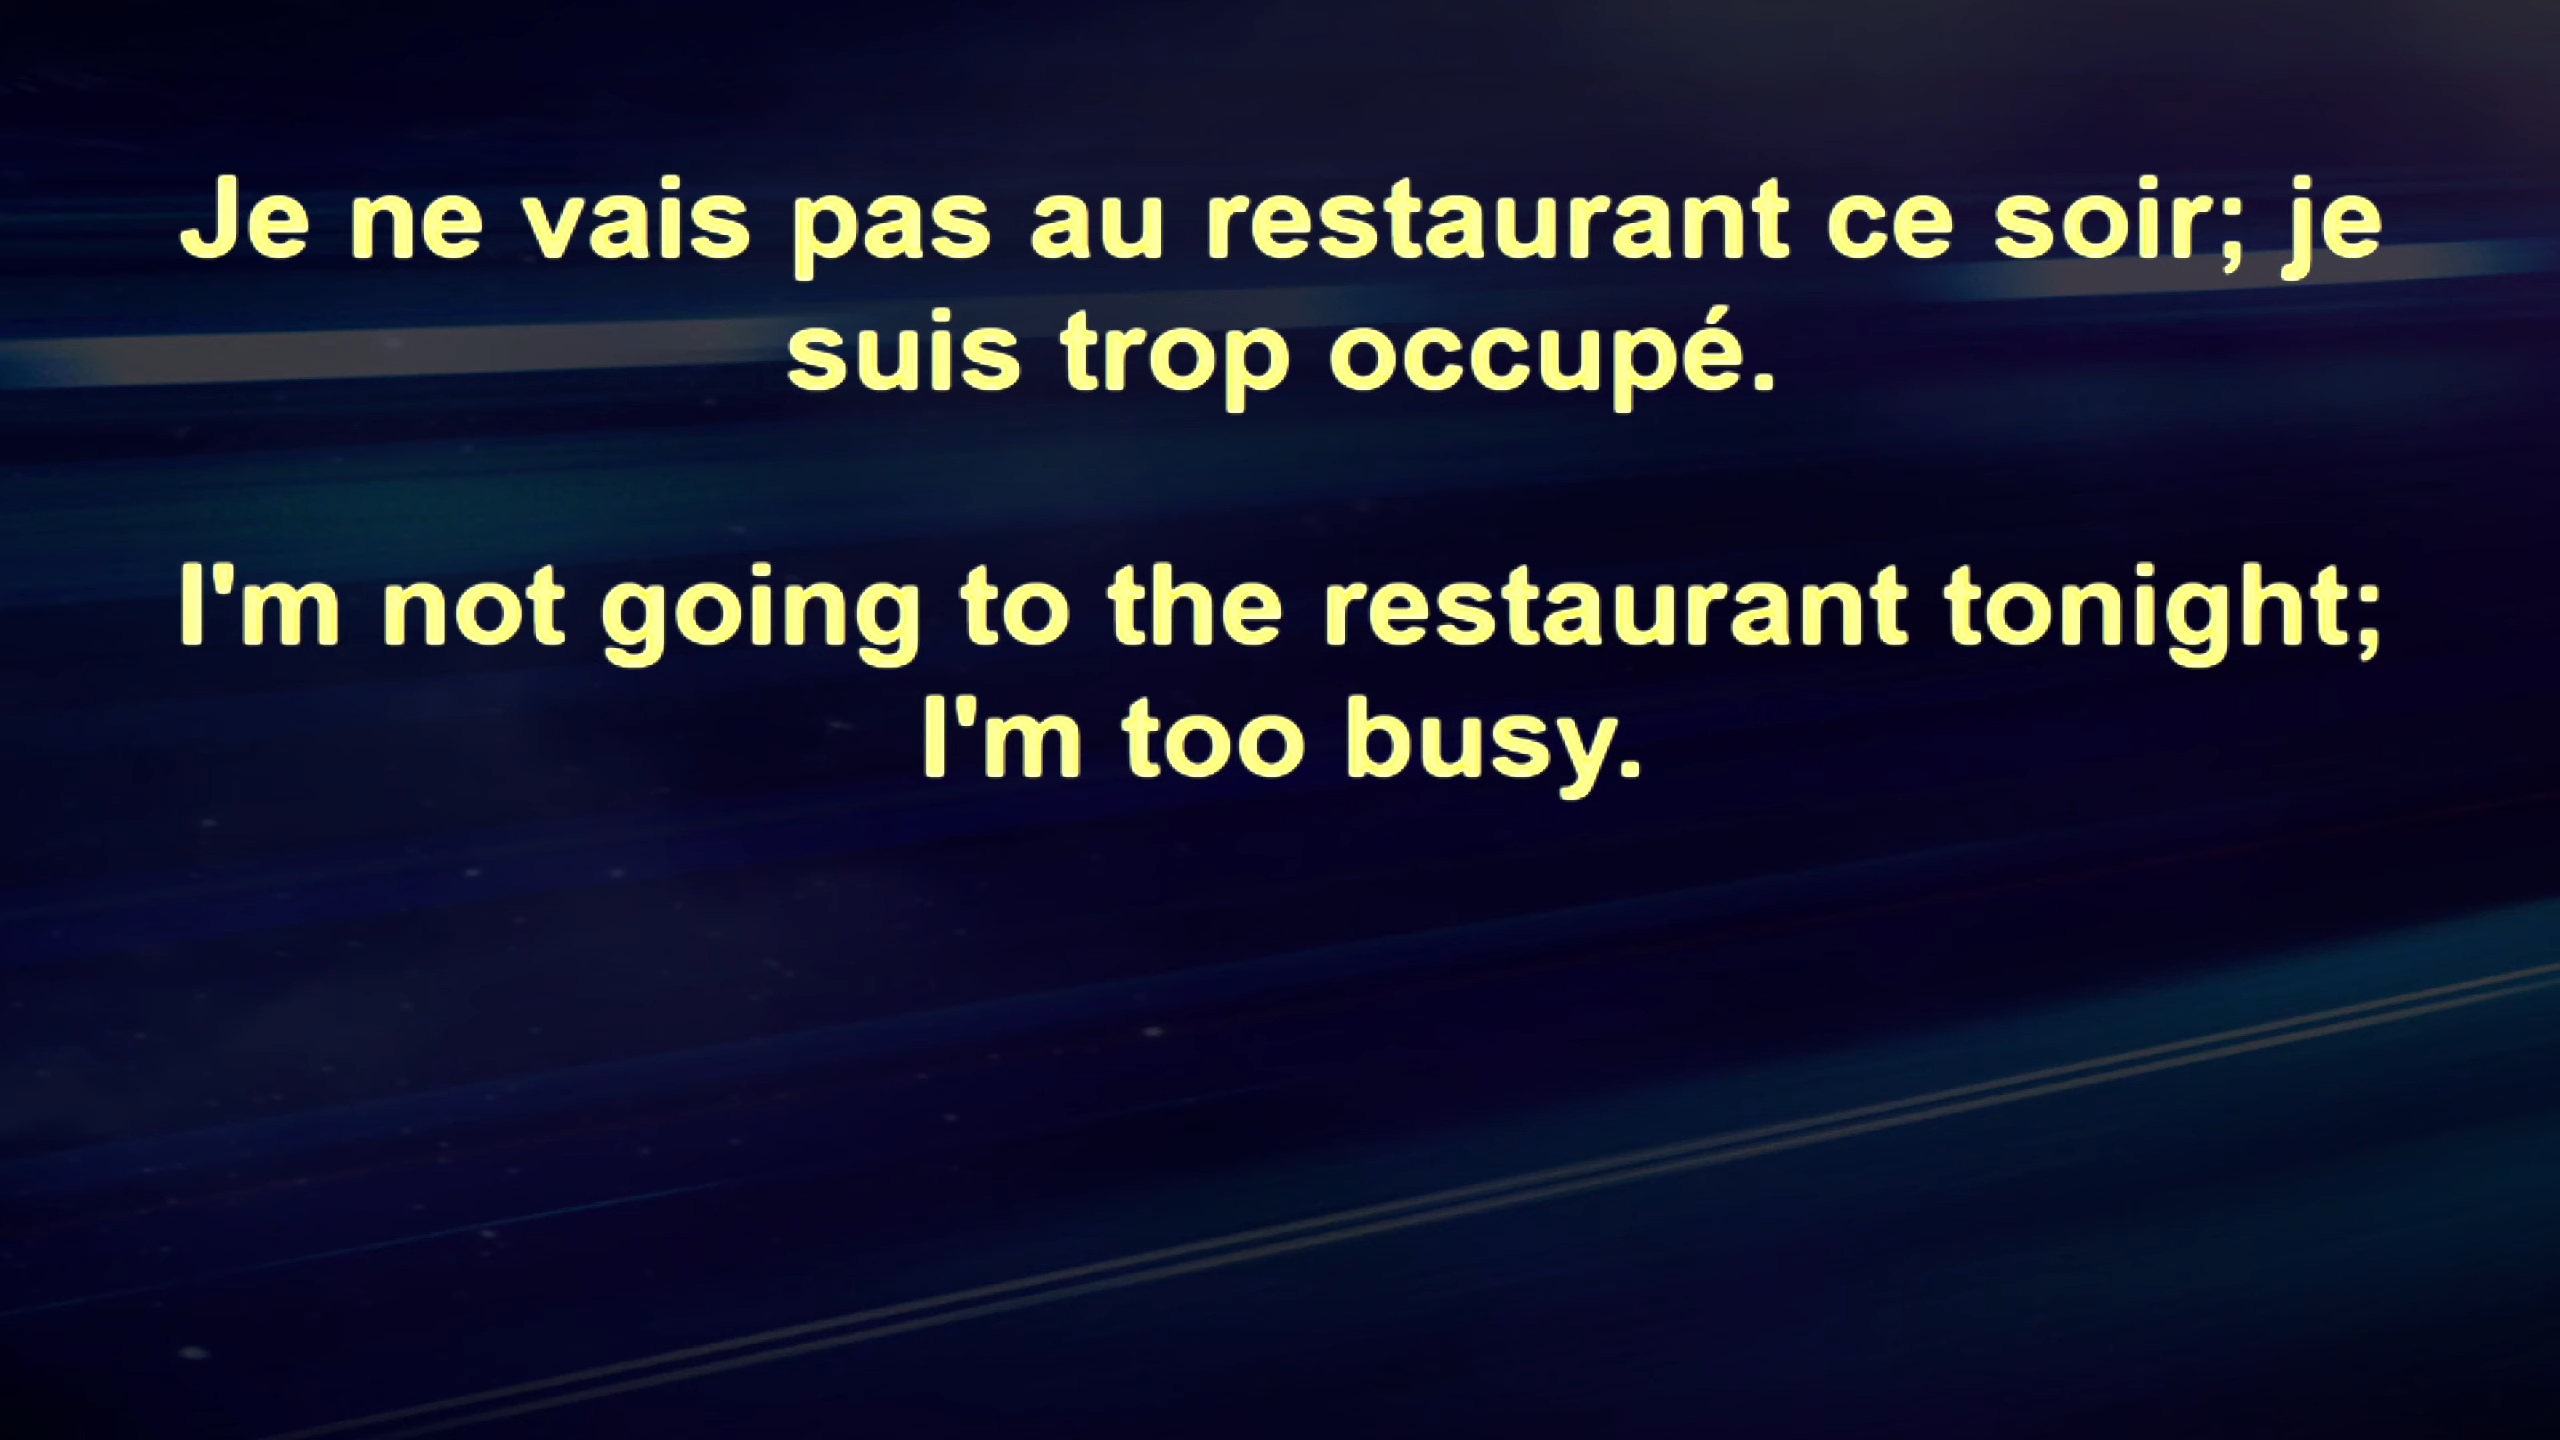 Je ne vais pas au restaurant ce soir; je
suis trop occupé.
I'm not going to the restaurant tonight;
I'm too busy.